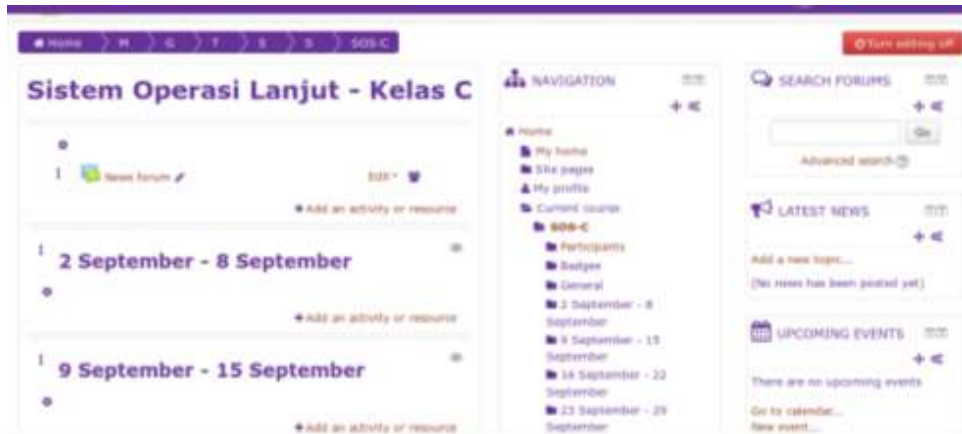 Home M G T S S SOS-C
Turn editing off
Sistem Operasi Lanjut - Kelas C
News forum
Edit
+Add an activity or resource
2 September - 8 September
+Add an activity or resource
9 September - 15 September
+Add an activity or resource
NAVIGATION
Home
My home
Site pages
My profile
Current course
SOS-C
Participants
Badges
General
2 September - 8
September
9 September - 15
September
16 September - 22
September
23 September - 29
September
SEARCH FORUMS
Go
Advanced search
LATEST NEWS
Add a new topic...
(No news has been posted yet)
UPCOMING EVENTS
There are no upcoming events
Go to calendar...
New event...